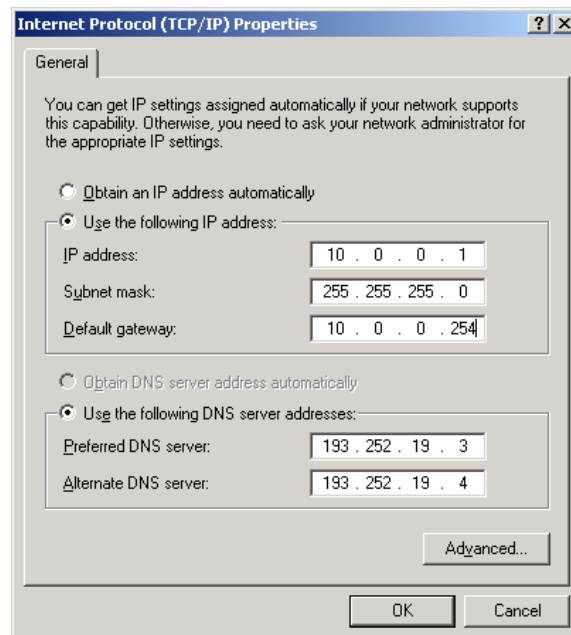 Internet Protocol (TCP/IP) Properties
General
You can get IP settings assigned automatically if your network supports
this capability. Otherwise, you need to ask your network administrator for
the appropriate IP settings.
Obtain an IP address automatically
Use the following IP address:
IP address: 10 . 0 . 0 . 1
Subnet mask: 255 . 255 . 255 . 0
Default gateway: 10 . 0 . 0 . 254
Obtain DNS server address automatically
Use the following DNS server addresses:
Preferred DNS server: 193 . 252 . 19 . 3
Alternate DNS server: 193 . 252 . 19 . 4
Advanced...
OK Cancel